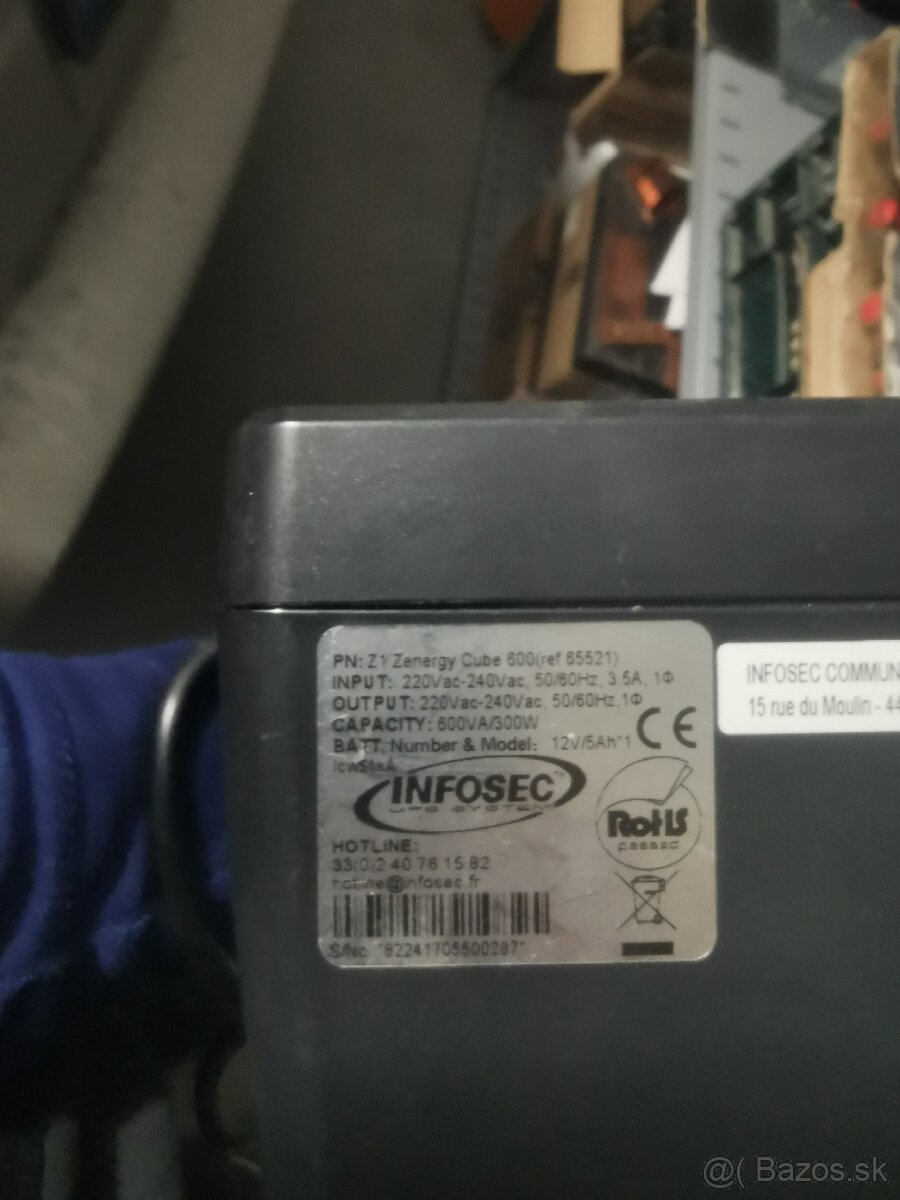 PN: Z1 Zenergy Cube 600(ref 65521)
INPUT: 220Vac-240Vac, 50/60Hz, 3.5A, 1Φ
OUTPUT: 220Vac-240Vac, 50/60Hz,1Φ
CAPACITY: 600VA/300W
BATT. Number & Model: 12V/5Ah*1
CE
INFOSEC™
UPS SYSTEM
RoHS
passed
HOTLINE:
33(0)2 40 76 15 82
hotline@infosec.fr
S/No. *82241705500287*
INFOSEC COMMUN
15 rue du Moulin - 44
@( Bazos.sk